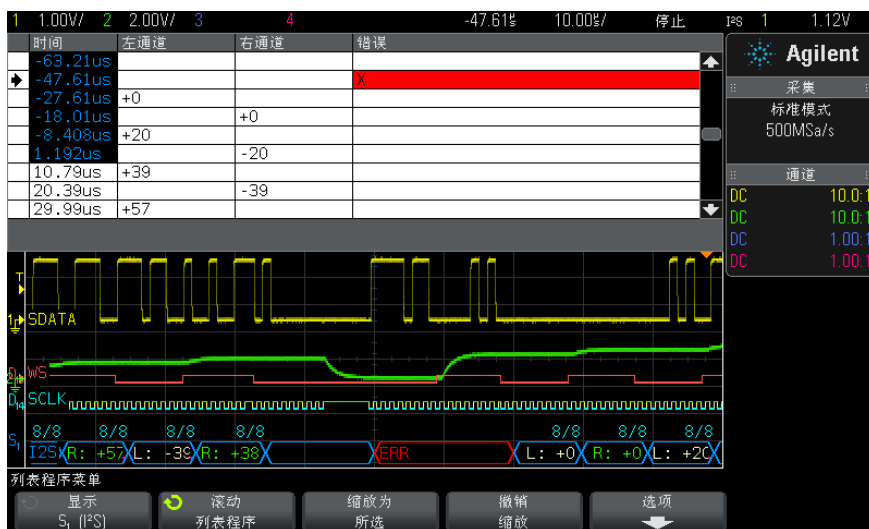 1 1.00V/ 2 2.00V/ 3 4 -47.61␣ 10.00␣/ 停止 I²S 1 1.12V
时间 左通道 右通道 错误
-63.21us
-47.61us X
-27.61us +0
-18.01us +0
-8.408us +20
1.192us -20
10.79us +39
20.39us -39
29.99us +57
Agilent
采集
标准模式
500MSa/s
通道
DC 10.0:1
DC 10.0:1
DC 1.00:1
DC 1.00:1
T
SDATA
WS
SCLK
D14
8/8 8/8 8/8 8/8 8/8 8/8 8/8
S1 I2S R: +57 L: -39 R: +38 ERR L: +0 R: +0 L: +20
列表程序菜单
显示 滚动 缩放为 撤销 选项
S1 (I²S) 列表程序 所选 缩放